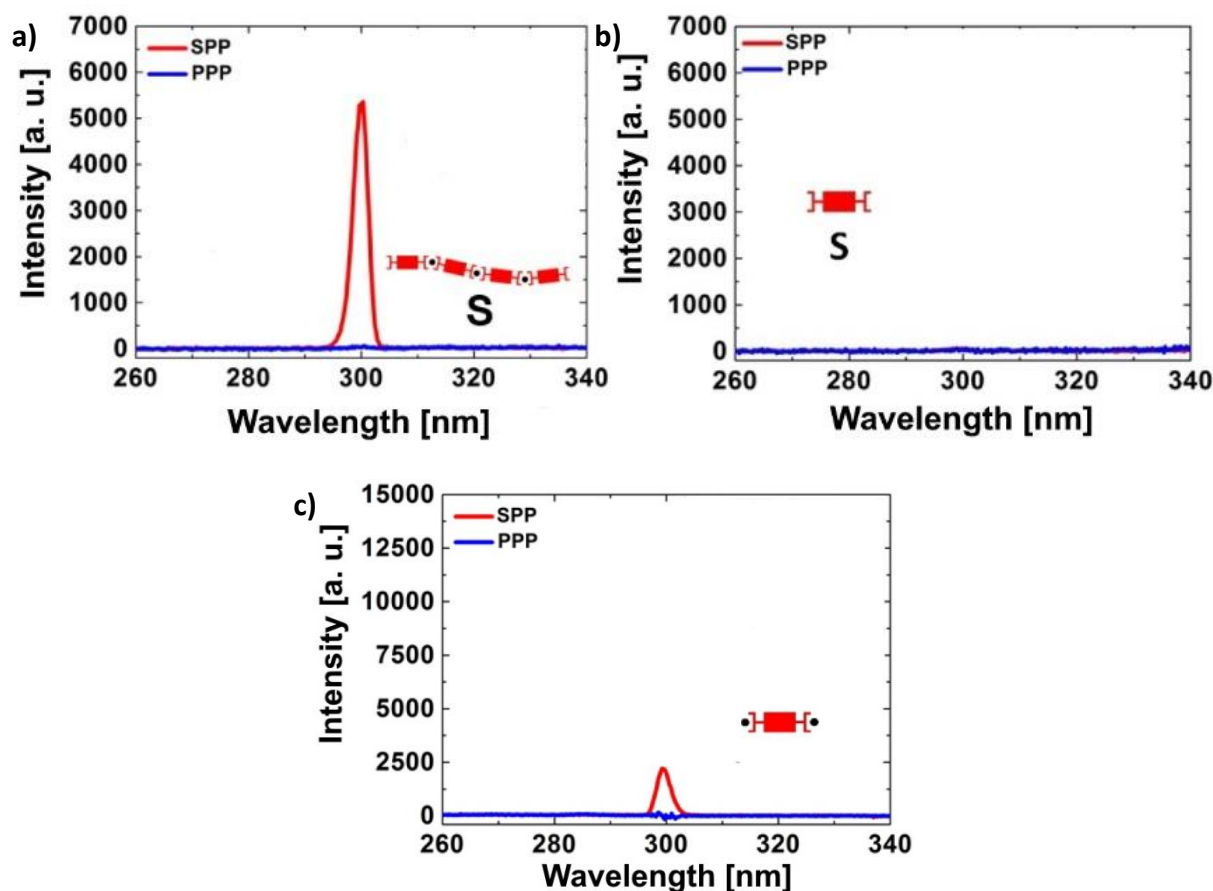 a)
SPP
PPP
7000
6000
5000
4000
3000
2000
1000
0
Intensity [a. u.]
S
260 280 300 320 340
Wavelength [nm]
b)
SPP
PPP
7000
6000
5000
4000
3000
2000
1000
0
Intensity [a. u.]
S
260 280 300 320 340
Wavelength [nm]
c)
SPP
PPP
15000
12500
10000
7500
5000
2500
0
Intensity [a. u.]
260 280 300 320 340
Wavelength [nm]